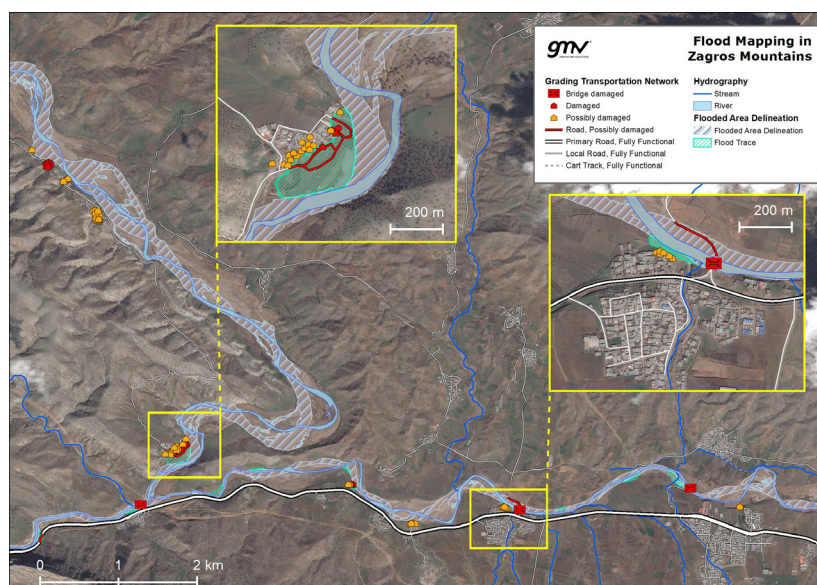 200 m
gmv
INNOVATING SOLUTIONS
Flood Mapping in
Zagros Mountains
Grading Transportation Network
Bridge damaged
Damaged
Possibly damaged
Road, Possibly damaged
Primary Road, Fully Functional
Local Road, Fully Functional
Cart Track, Fully Functional
Hydrography
Stream
River
Flooded Area Delineation
Flooded Area Delineation
Flood Trace
200 m
0 1 2 km